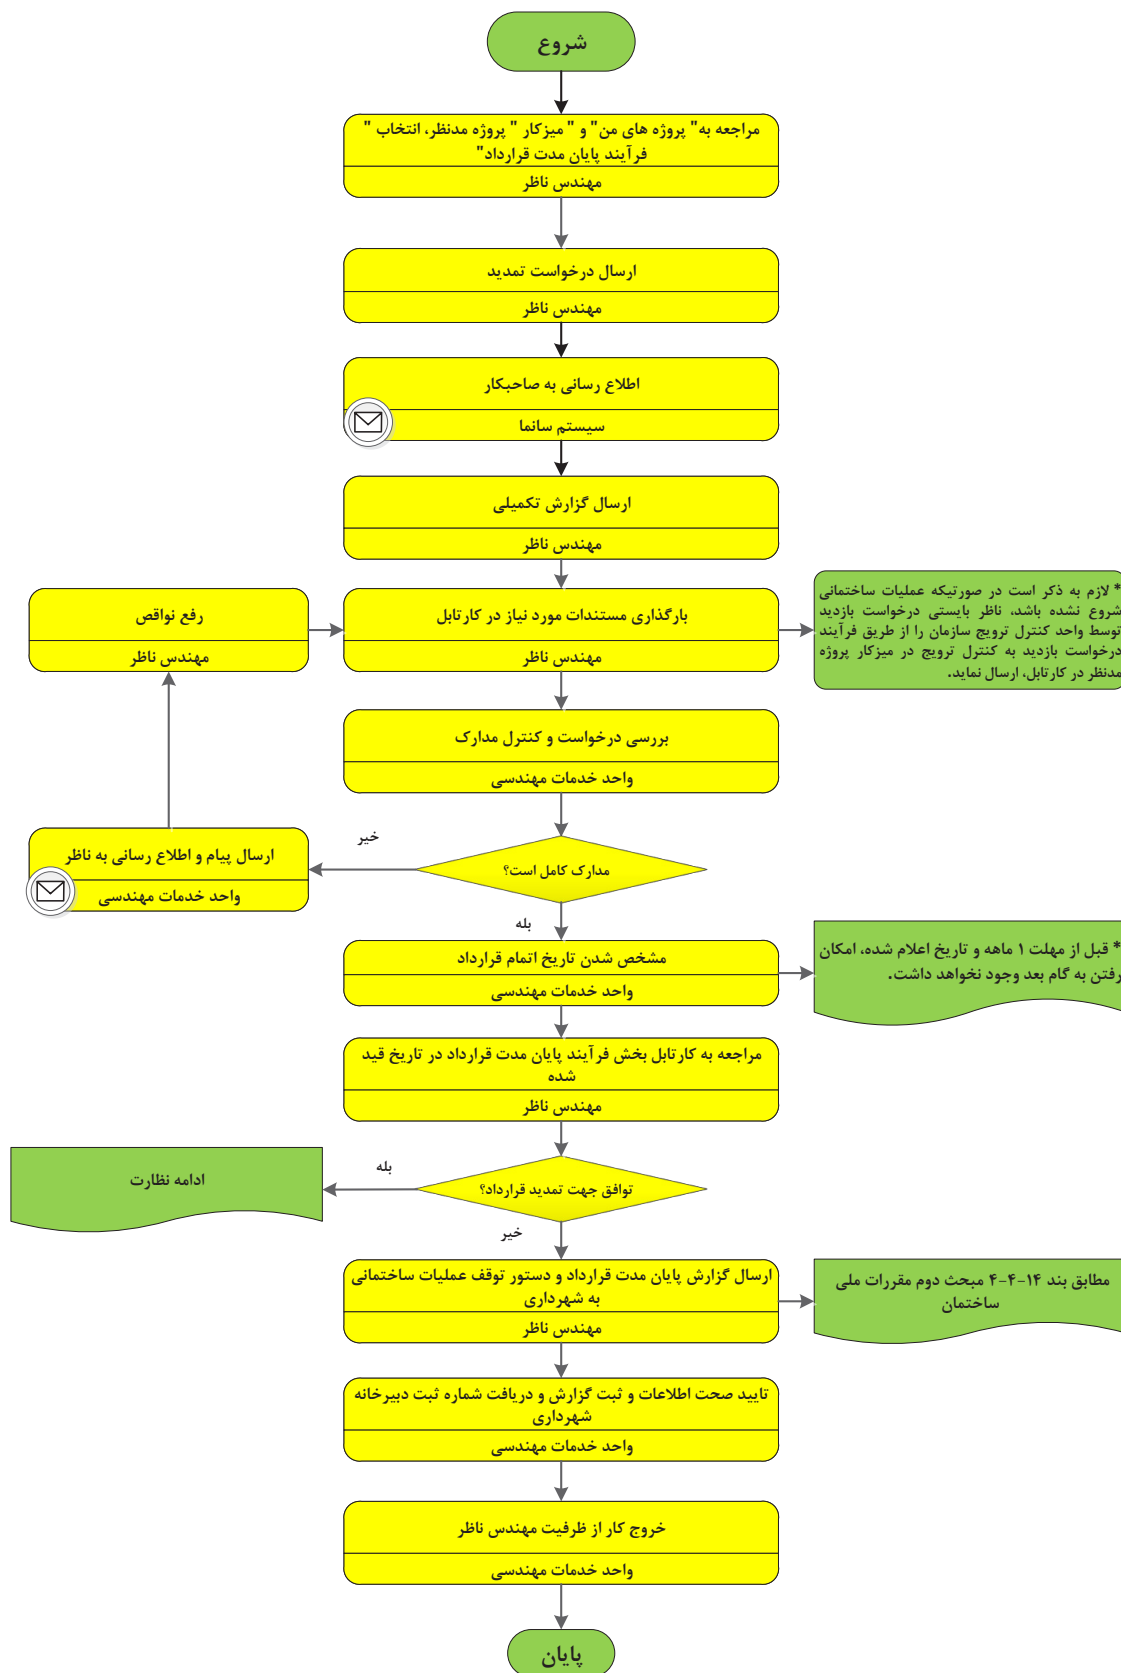 شروع
مراجعه به" پروژه های من" و " میزکار " پروژه مدنظر، انتخاب "
فرآیند پایان مدت قرارداد"
مهندس ناظر
ارسال درخواست تمدید
مهندس ناظر
اطلاع رسانی به صاحبکار
سیستم سانما
ارسال گزارش تکمیلی
مهندس ناظر
بارگذاری مستندات مورد نیاز در کارتابل
مهندس ناظر
* لازم به ذکر است در صورتیکه عملیات ساختمانی
شروع نشده باشد، ناظر بایستی درخواست بازدید
توسط واحد کنترل ترویج سازمان را از طریق فرآیند
درخواست بازدید به کنترل ترویج در میزکار پروژه
مدنظر در کارتابل، ارسال نماید.
رفع نواقص
مهندس ناظر
بررسی درخواست و کنترل مدارک
واحد خدمات مهندسی
مدارک کامل است؟
خیر
ارسال پیام و اطلاع رسانی به ناظر
واحد خدمات مهندسی
بله
مشخص شدن تاریخ اتمام قرارداد
واحد خدمات مهندسی
* قبل از مهلت ۱ ماهه و تاریخ اعلام شده، امکان
رفتن به گام بعد وجود نخواهد داشت.
مراجعه به کارتابل بخش فرآیند پایان مدت قرارداد در تاریخ قید
شده
مهندس ناظر
توافق جهت تمدید قرارداد؟
بله
ادامه نظارت
خیر
ارسال گزارش پایان مدت قرارداد و دستور توقف عملیات ساختمانی
به شهرداری
مهندس ناظر
مطابق بند ۱۴-۴-۴ مبحث دوم مقررات ملی
ساختمان
تایید صحت اطلاعات و ثبت گزارش و دریافت شماره ثبت دبیرخانه
شهرداری
واحد خدمات مهندسی
خروج کار از ظرفیت مهندس ناظر
واحد خدمات مهندسی
پایان